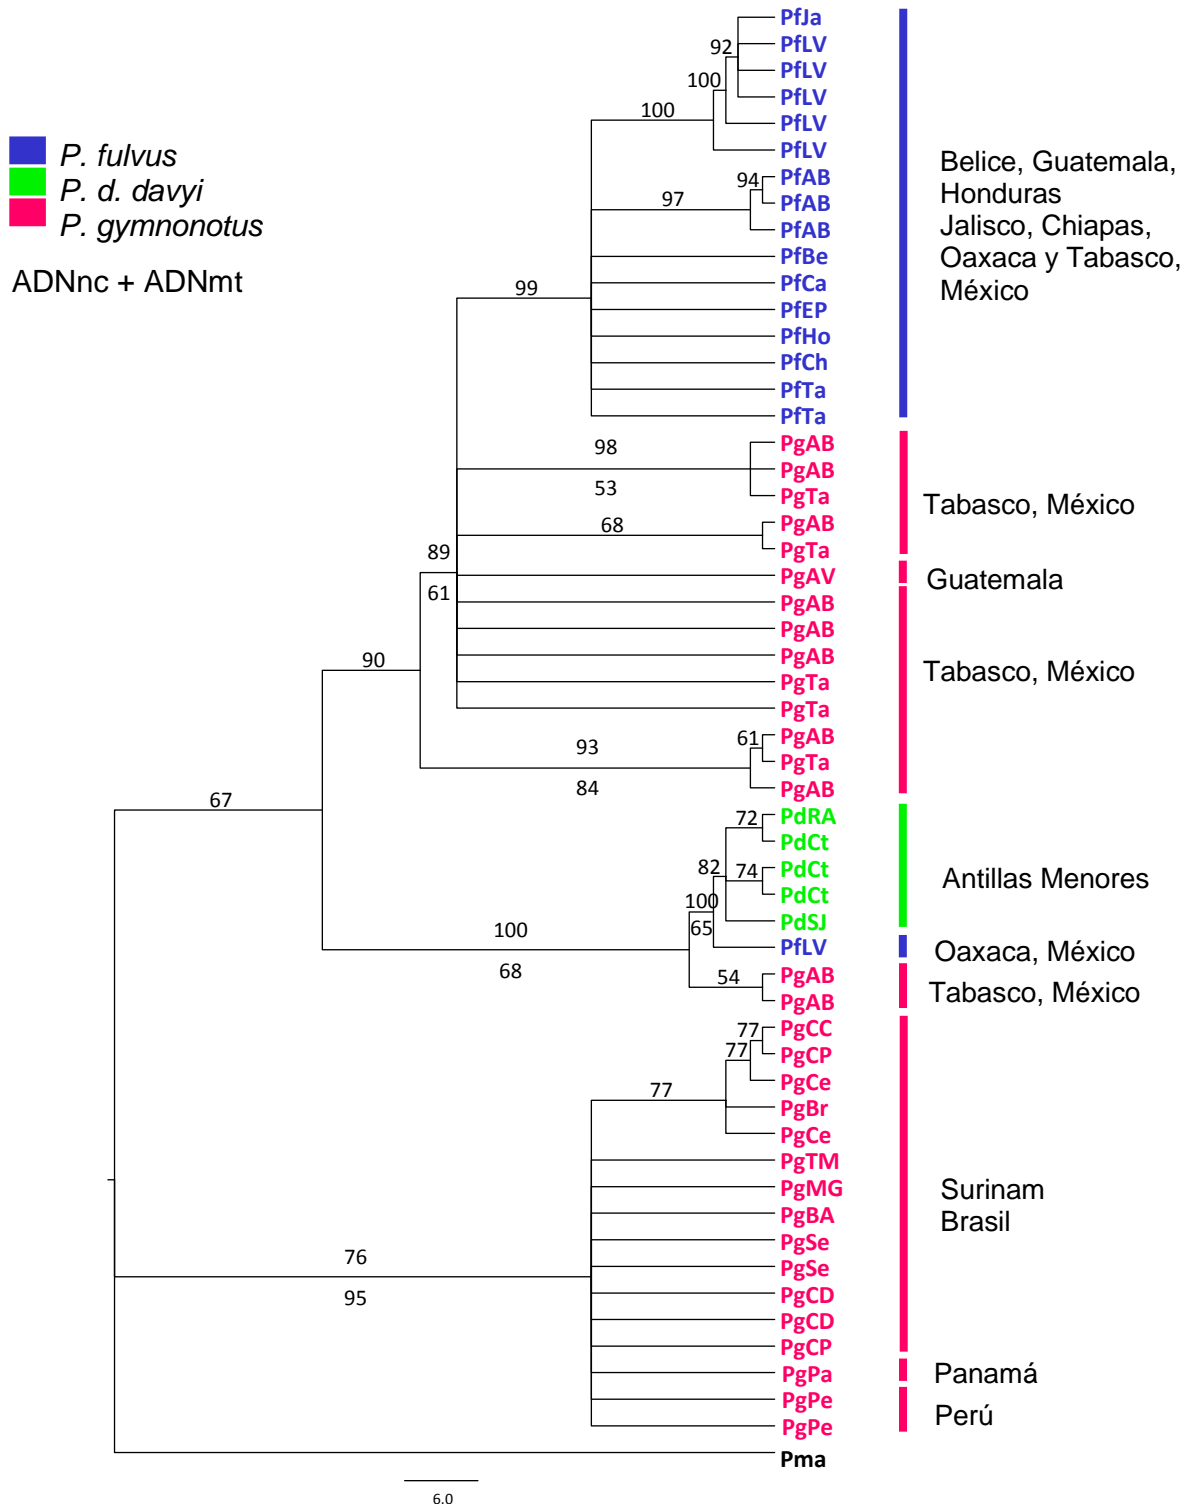 P. fulvus
P. d. davyi
P. gymnonotus
ADNnc + ADNmt
PfJa
PfLV
92
PfLV
100
PfLV
100
PfLV
PfLV
PfAB
94
97
PfAB
PfAB
PfBe
99
PfCa
PfEP
PfHo
PfCh
PfTa
PfTa
Belice, Guatemala,
Honduras
Jalisco, Chiapas,
Oaxaca y Tabasco,
México
PgAB
98
PgAB
53
PgTa
PgAB
68
PgTa
Tabasco, México
89
PgAV
Guatemala
61
PgAB
PgAB
PgAB
90
PgTa
PgTa
PgAB
93
61
PgTa
84
PgAB
Tabasco, México
67
PdRA
72
PdCt
82
PdCt
74
PdCt
100
PdSJ
Antillas Menores
100
65
PfLV
Oaxaca, México
68
PgAB
54
PgAB
Tabasco, México
PgCC
77
PgCP
77
PgCe
77
PgBr
PgCe
PgTM
PgMG
PgBA
PgSe
76
PgSe
95
PgCD
PgCD
PgCP
Surinam
Brasil
PgPa
Panamá
PgPe
PgPe
Perú
Pma
6.0